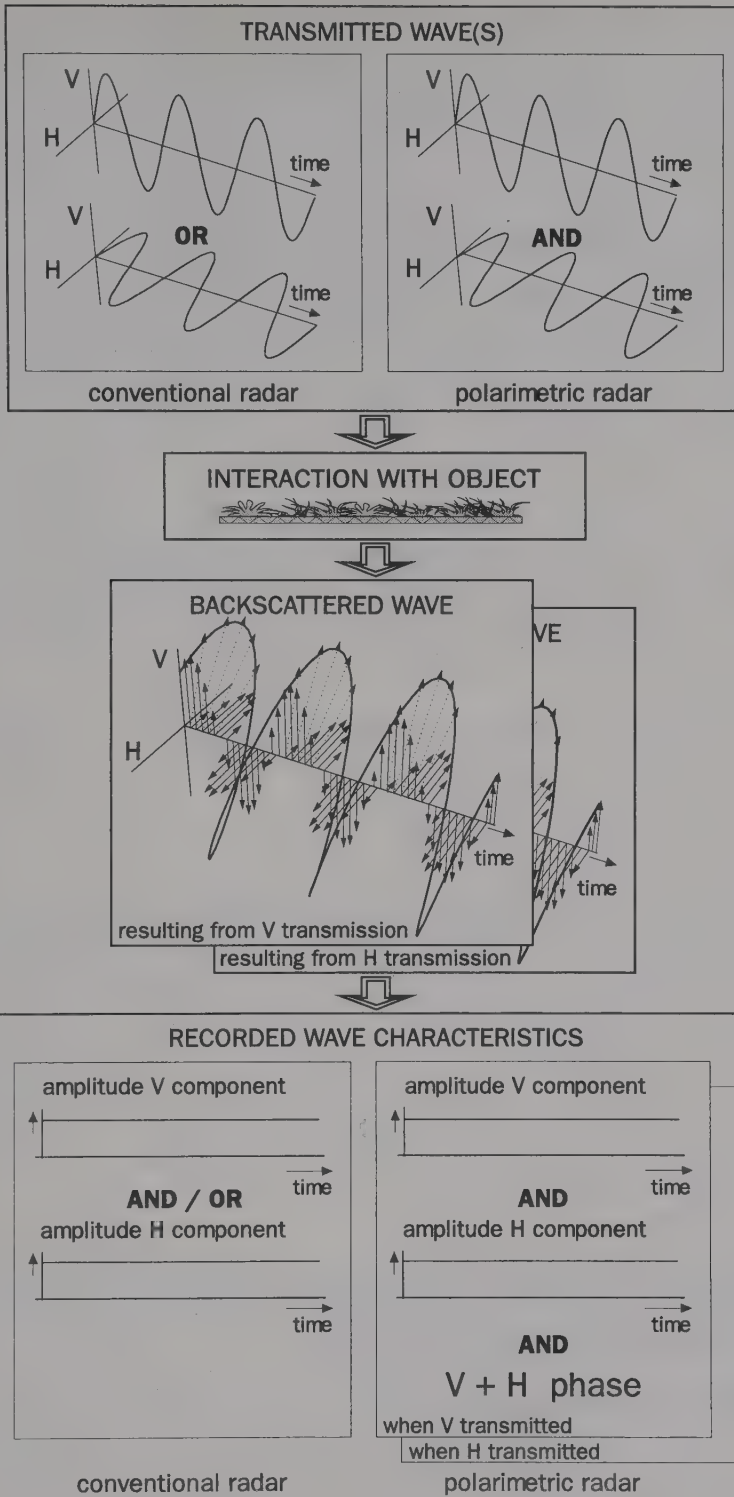 TRANSMITTED WAVE(S)
V
H
time
OR
V
H
time
conventional radar
V
H
time
AND
V
H
time
polarimetric radar
INTERACTION WITH OBJECT
BACKSCATTERED WAVE
V
H
time
resulting from V transmission
VE
time
resulting from H transmission
RECORDED WAVE CHARACTERISTICS
amplitude V component
time
AND / OR
amplitude H component
time
conventional radar
amplitude V component
time
AND
amplitude H component
time
AND
V + H phase
when V transmitted
when H transmitted
polarimetric radar